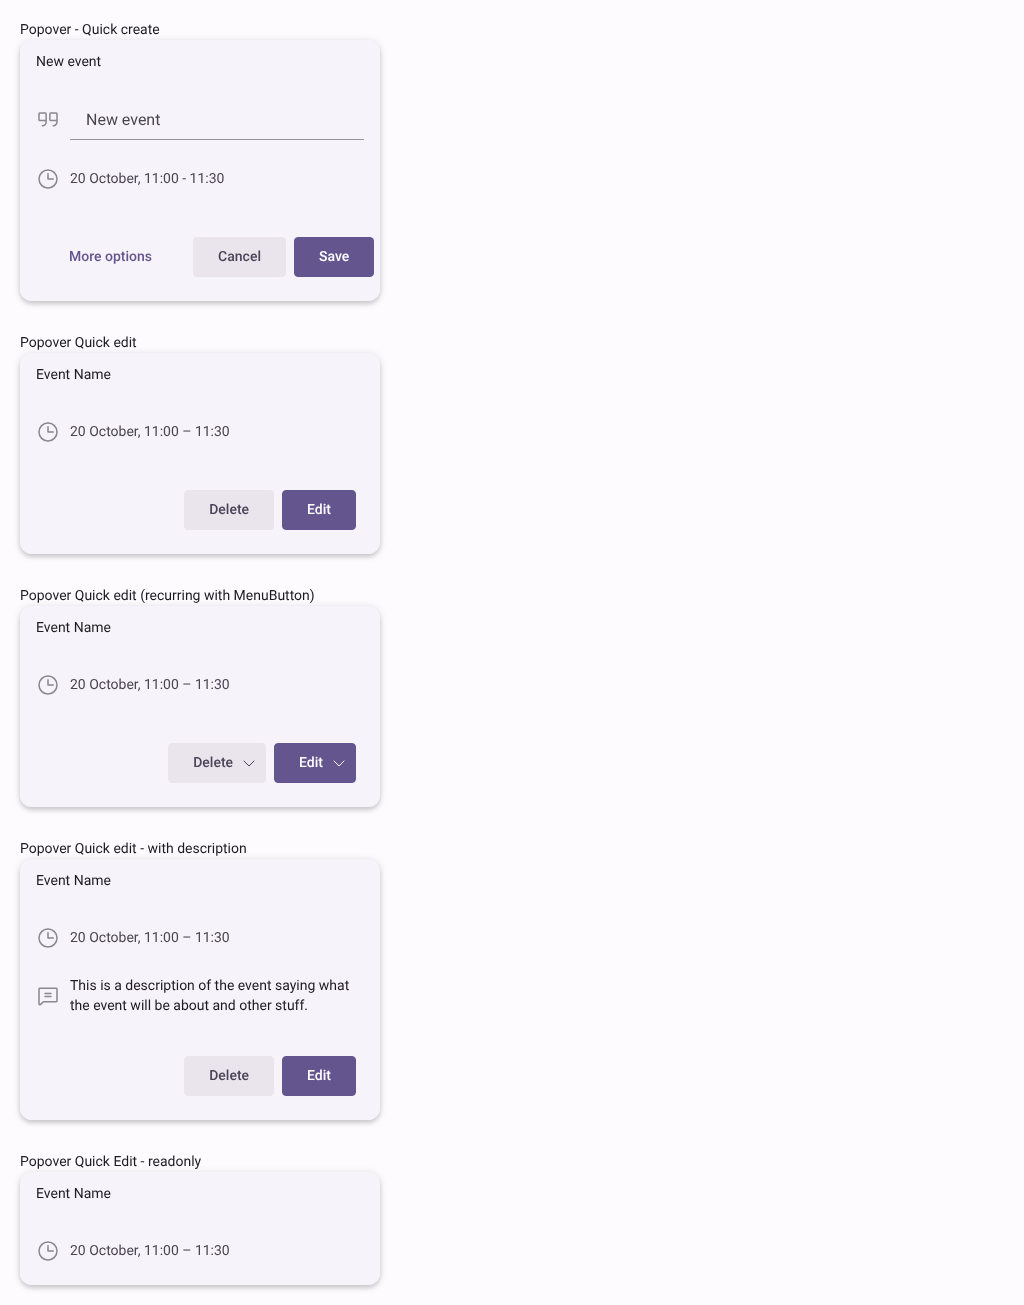 Popover - Quick create
New event
New event
20 October, 11:00 - 11:30
More options
Cancel
Save
Popover Quick edit
Event Name
20 October, 11:00 – 11:30
Delete
Edit
Popover Quick edit (recurring with MenuButton)
Event Name
20 October, 11:00 – 11:30
Delete
Edit
Popover Quick edit - with description
Event Name
20 October, 11:00 – 11:30
This is a description of the event saying what
the event will be about and other stuff.
Delete
Edit
Popover Quick Edit - readonly
Event Name
20 October, 11:00 – 11:30